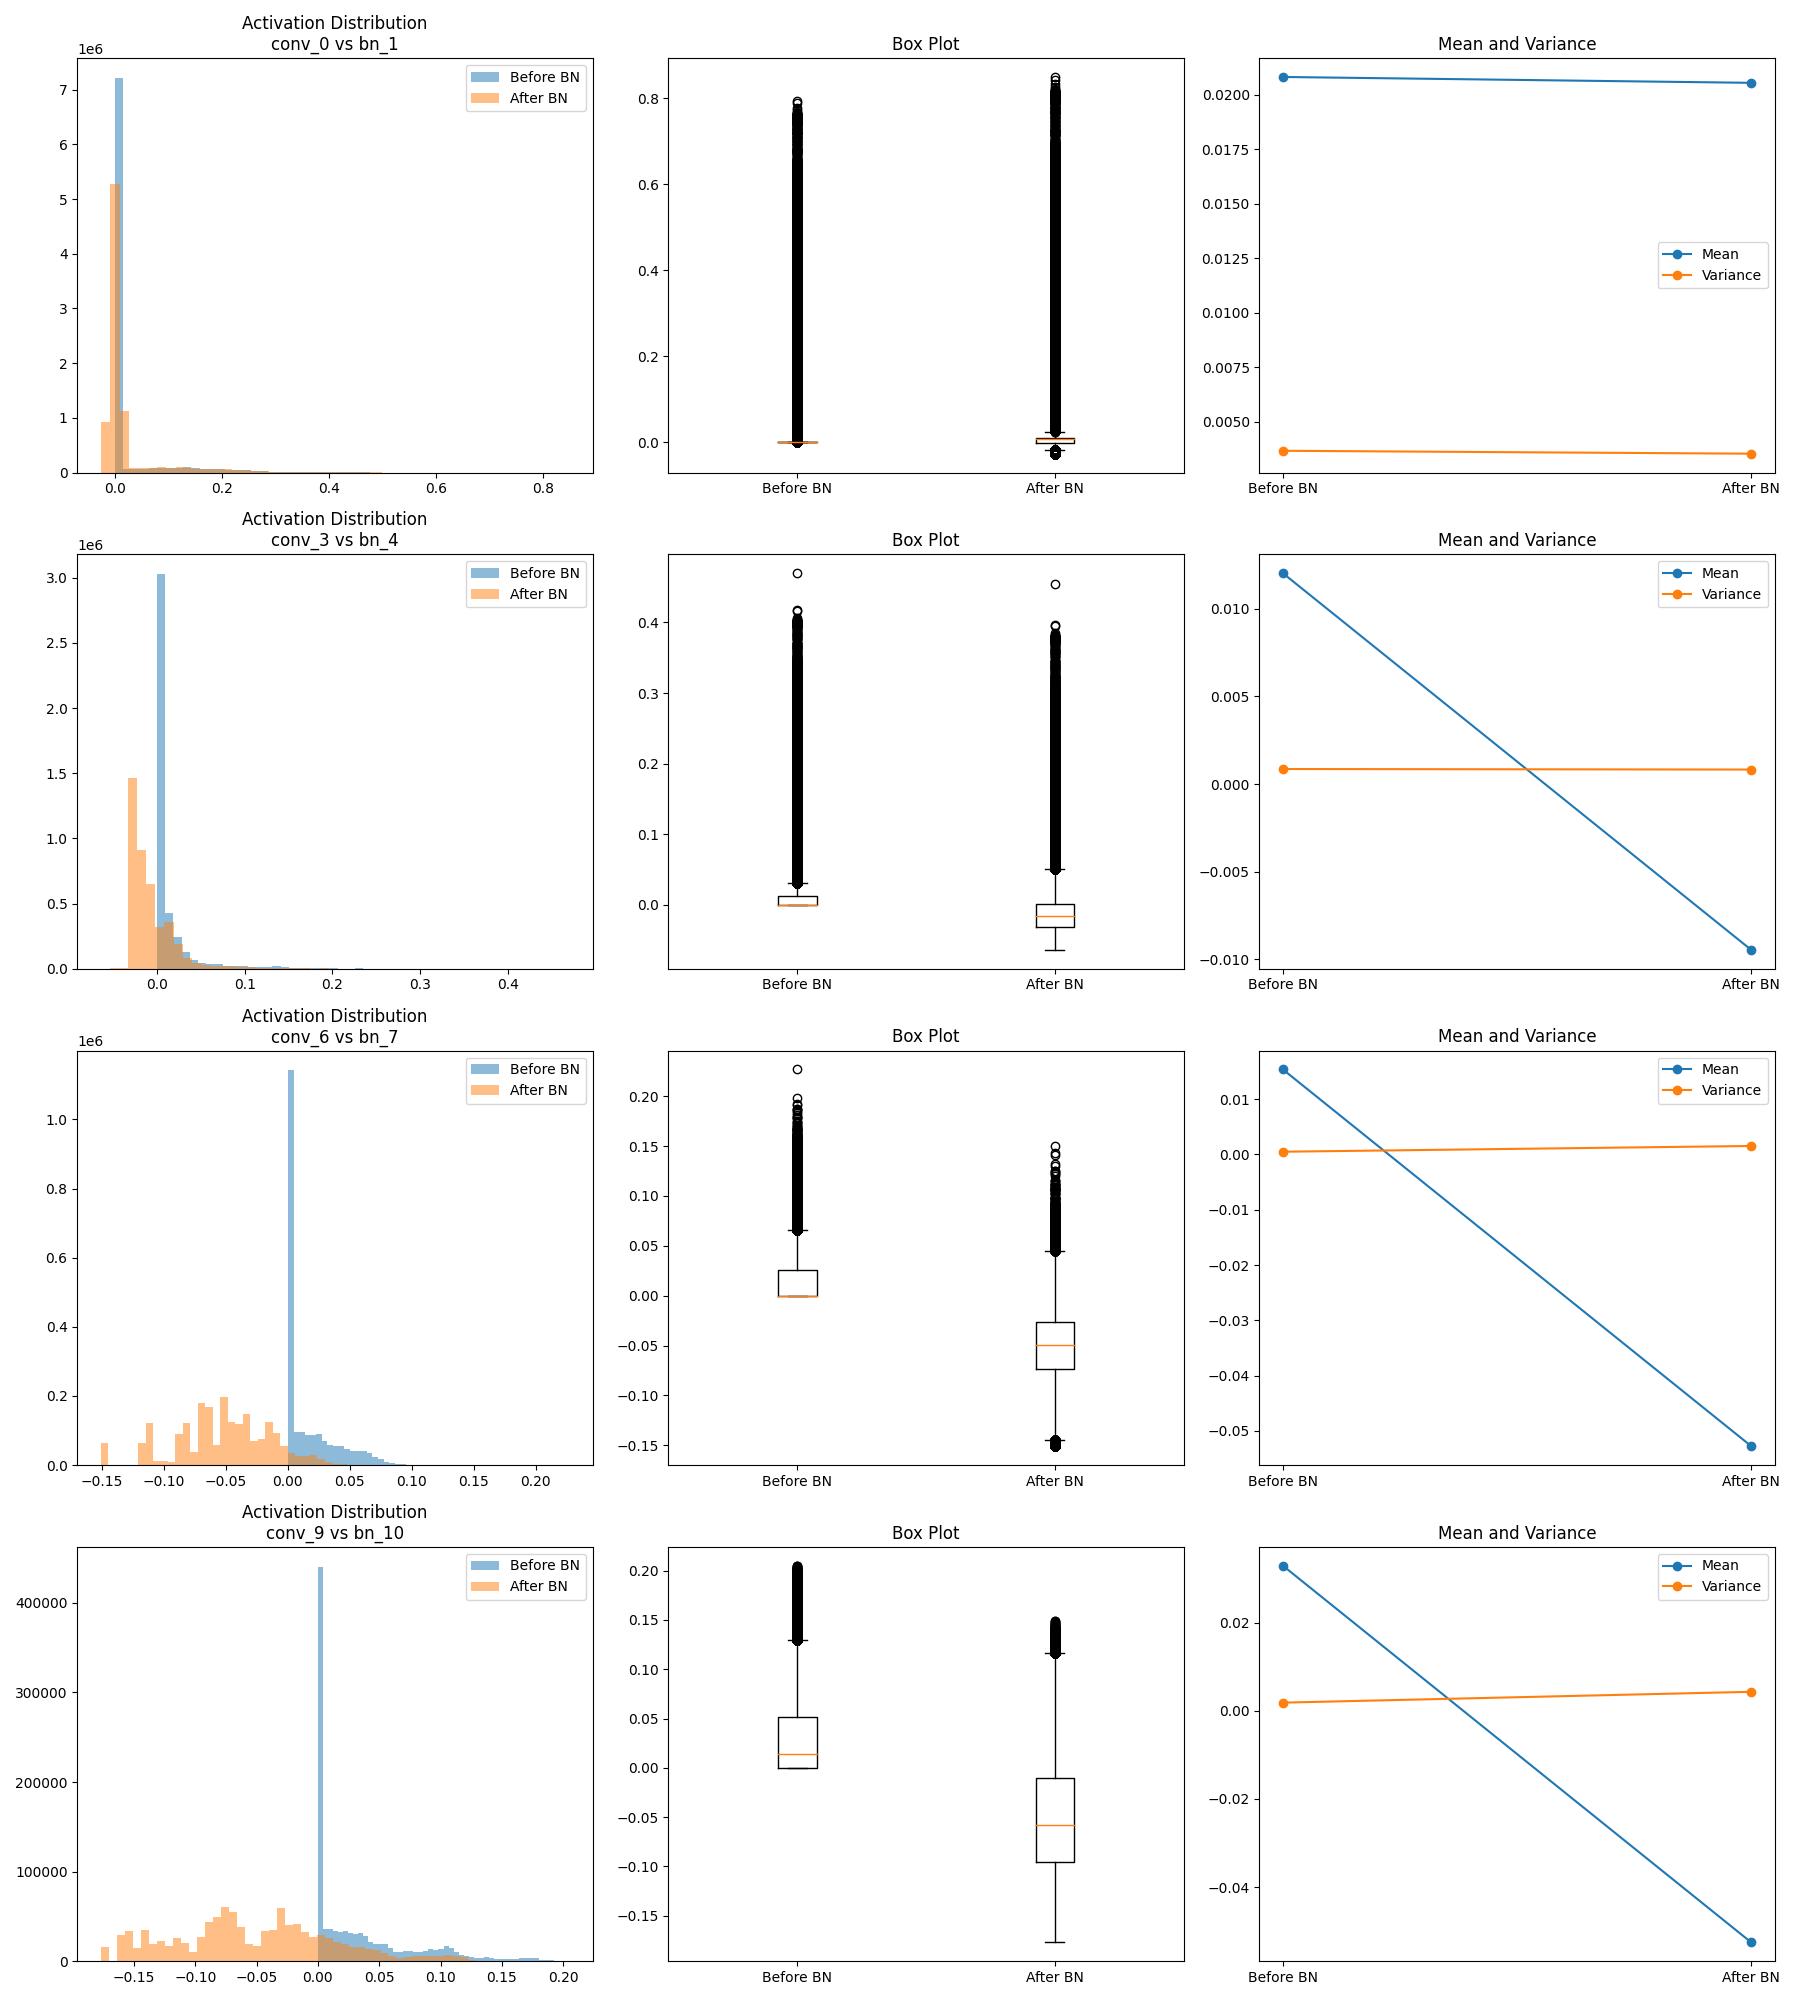 Activation Distribution
conv_0 vs bn_1
1e6
7
6
5
4
3
2
1
0
0.0 0.2 0.4 0.6 0.8
Before BN
After BN
Box Plot
0.8
0.6
0.4
0.2
0.0
Before BN After BN
Mean and Variance
0.0200
0.0175
0.0150
0.0125
0.0100
0.0075
0.0050
Before BN After BN
Mean
Variance
Activation Distribution
conv_3 vs bn_4
1e6
3.0
2.5
2.0
1.5
1.0
0.5
0.0
0.0 0.1 0.2 0.3 0.4
Before BN
After BN
Box Plot
0.4
0.3
0.2
0.1
0.0
Before BN After BN
Mean and Variance
0.010
0.005
0.000
−0.005
−0.010
Before BN After BN
Mean
Variance
Activation Distribution
conv_6 vs bn_7
1e6
1.0
0.8
0.6
0.4
0.2
0.0
−0.15 −0.10 −0.05 0.00 0.05 0.10 0.15 0.20
Before BN
After BN
Box Plot
0.20
0.15
0.10
0.05
0.00
−0.05
−0.10
−0.15
Before BN After BN
Mean and Variance
0.01
0.00
−0.01
−0.02
−0.03
−0.04
−0.05
Before BN After BN
Mean
Variance
Activation Distribution
conv_9 vs bn_10
400000
300000
200000
100000
0
−0.15 −0.10 −0.05 0.00 0.05 0.10 0.15 0.20
Before BN
After BN
Box Plot
0.20
0.15
0.10
0.05
0.00
−0.05
−0.10
−0.15
Before BN After BN
Mean and Variance
0.02
0.00
−0.02
−0.04
Before BN After BN
Mean
Variance